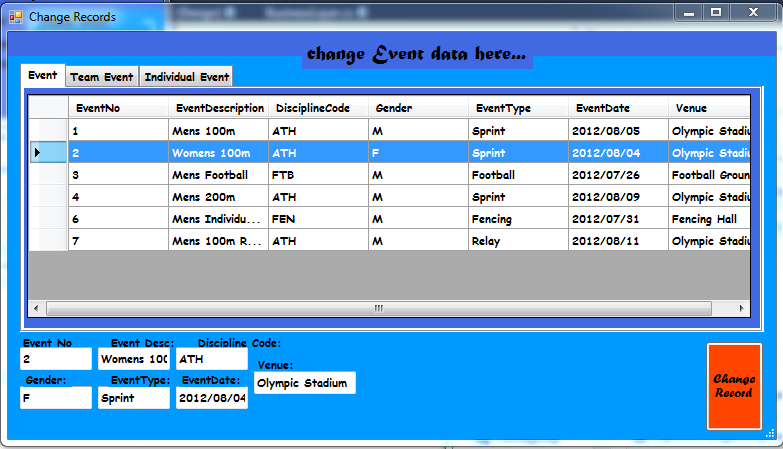 Change Records
change Event data here...
Event Team Event Individual Event
EventNo EventDescription DisciplineCode Gender EventType EventDate Venue
1 Mens 100m ATH M Sprint 2012/08/05 Olympic Stadiu
2 Womens 100m ATH F Sprint 2012/08/04 Olympic Stadiu
3 Mens Football FTB M Football 2012/07/26 Football Groun
4 Mens 200m ATH M Sprint 2012/08/09 Olympic Stadiu
6 Mens Individu... FEN M Fencing 2012/07/31 Fencing Hall
7 Mens 100m R... ATH M Relay 2012/08/11 Olympic Stadiu
Event No Event Desc: Discipline Code:
2 Womens 100 ATH
Venue:
Olympic Stadium
Gender: EventType: EventDate:
F Sprint 2012/08/04
Change
Record